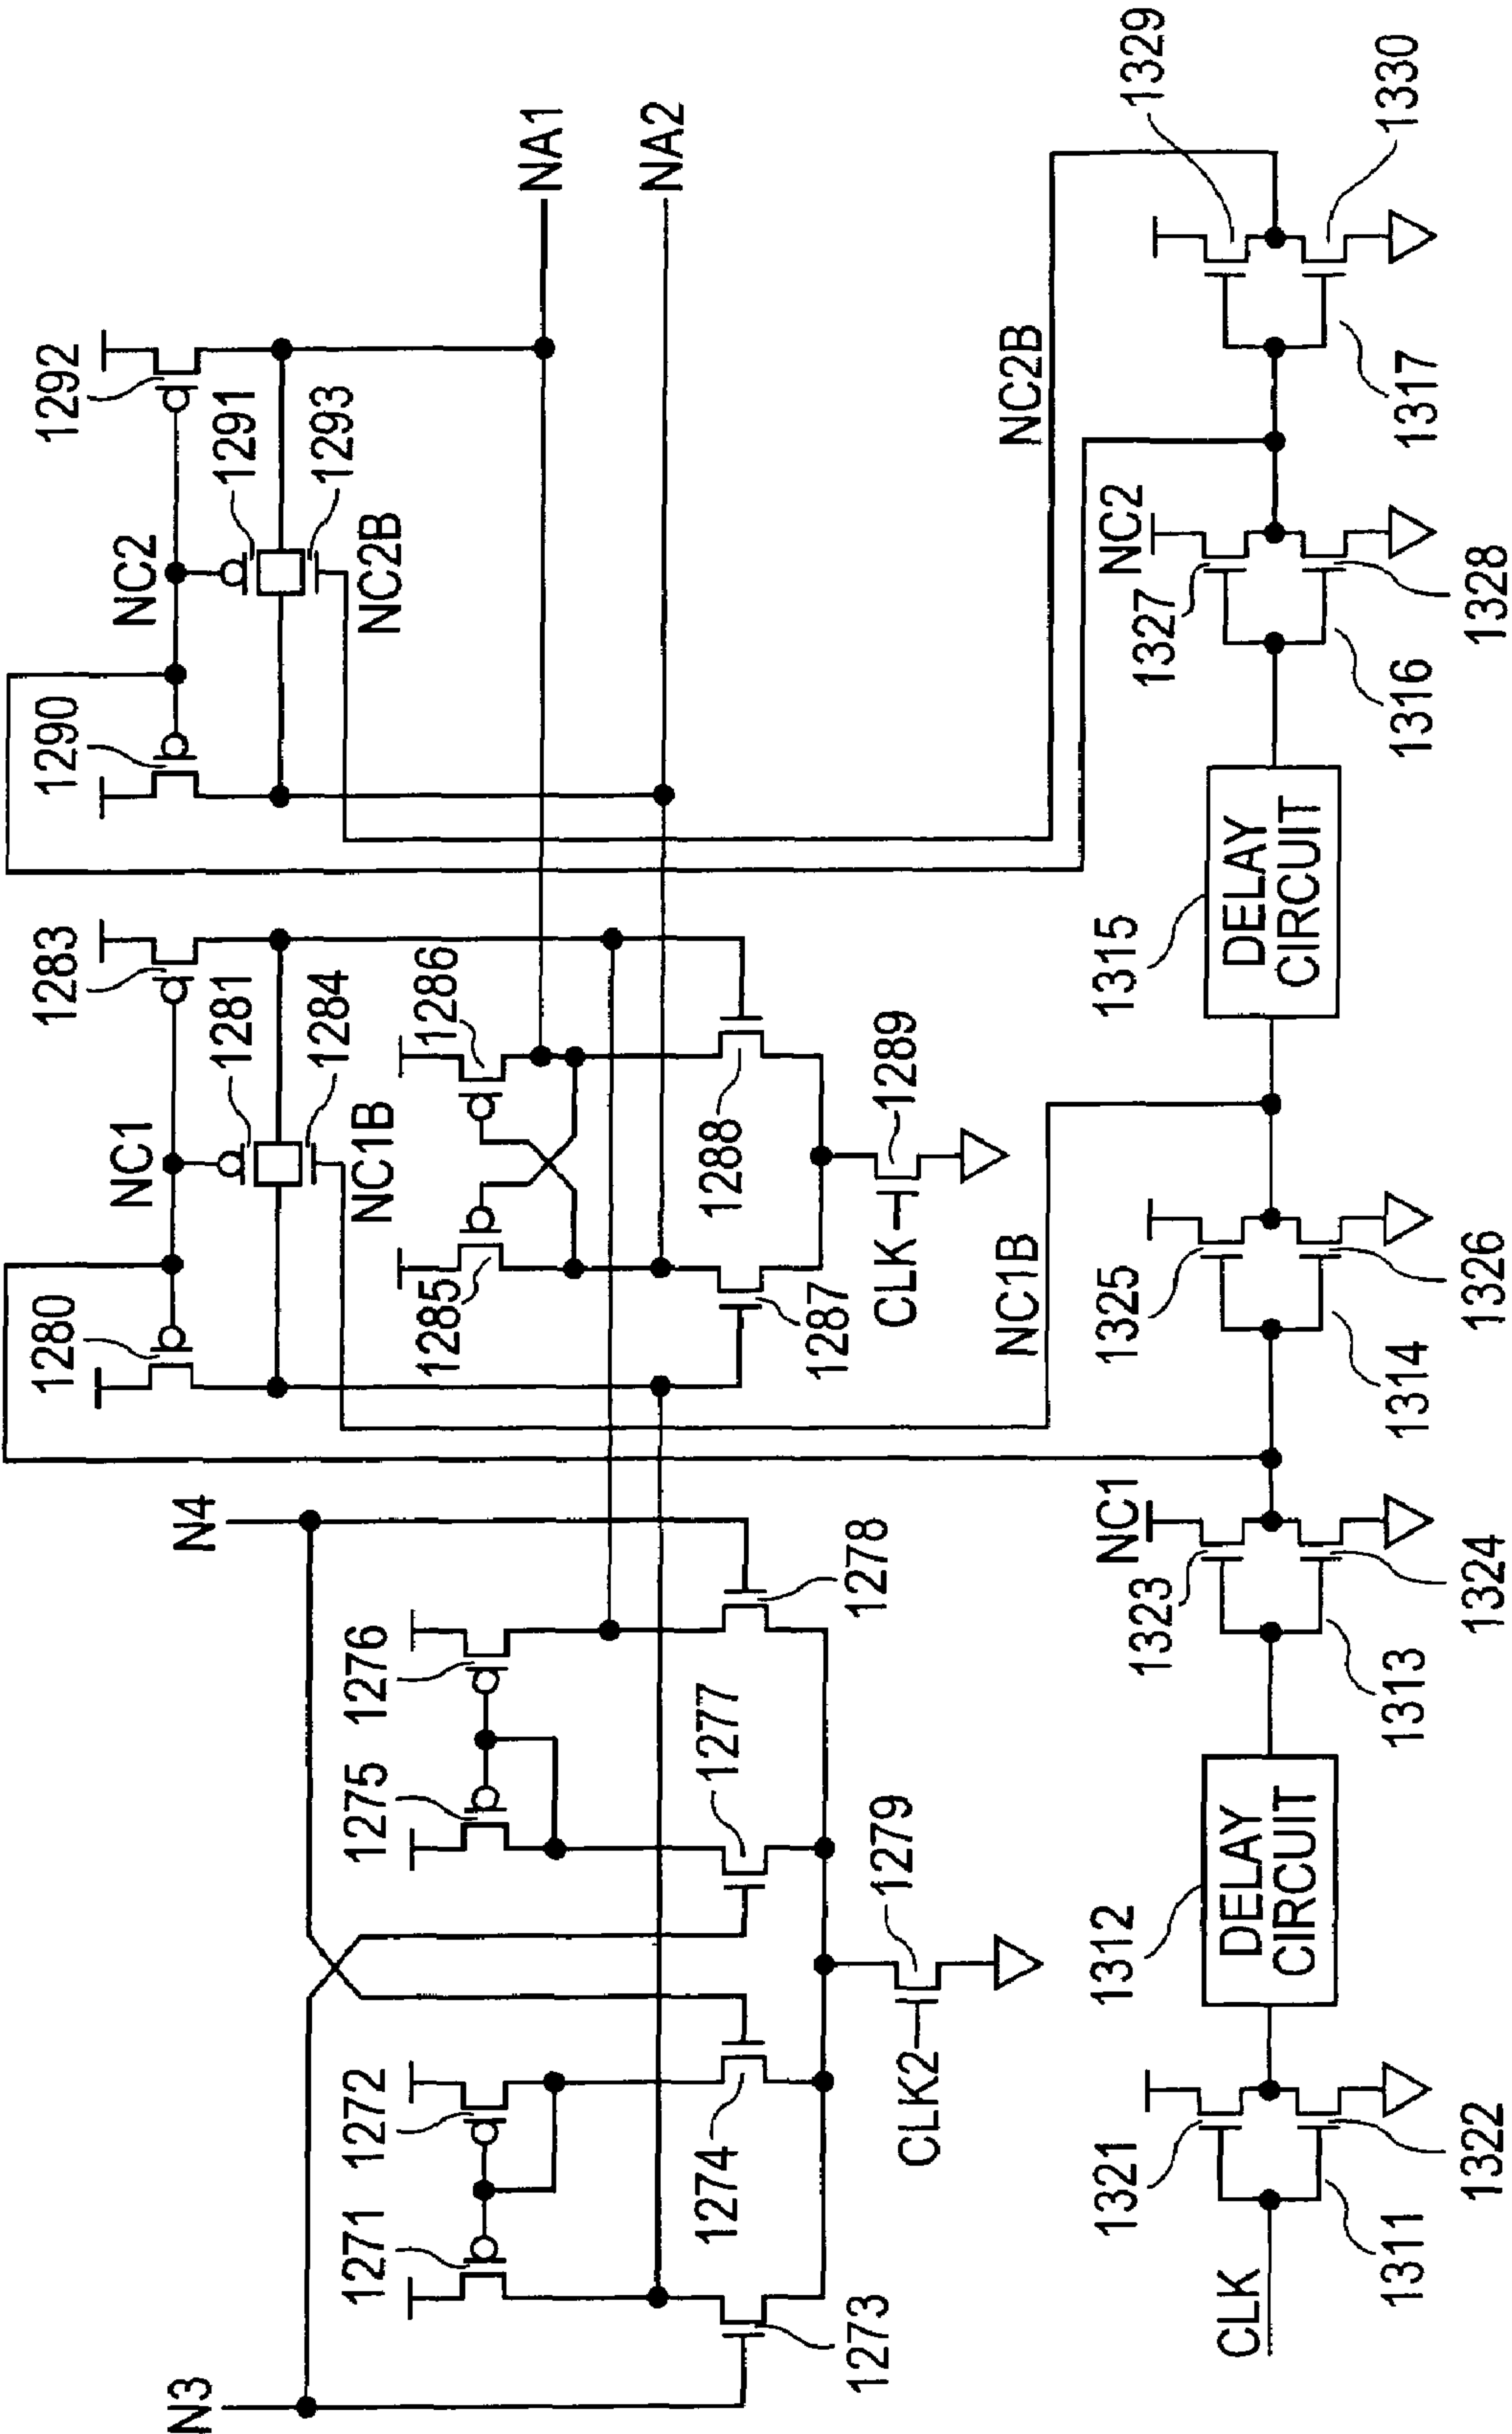 N3
N4
1271
1272
1273
1274
1275
1276
1277
1278
1279
CLK2
NC1
1280
1281
1283
1284
NC1B
1285
1286
1287
1288
1289
CLK
NC2
1290
1291
1292
1293
NC2B
NA1
NA2
CLK
1311
1321
1322
1312
DELAY
CIRCUIT
1313
NC1
1323
1324
1314
1325
1326
NC1B
1315
DELAY
CIRCUIT
1316
NC2
1327
1328
1317
NC2B
1329
1330